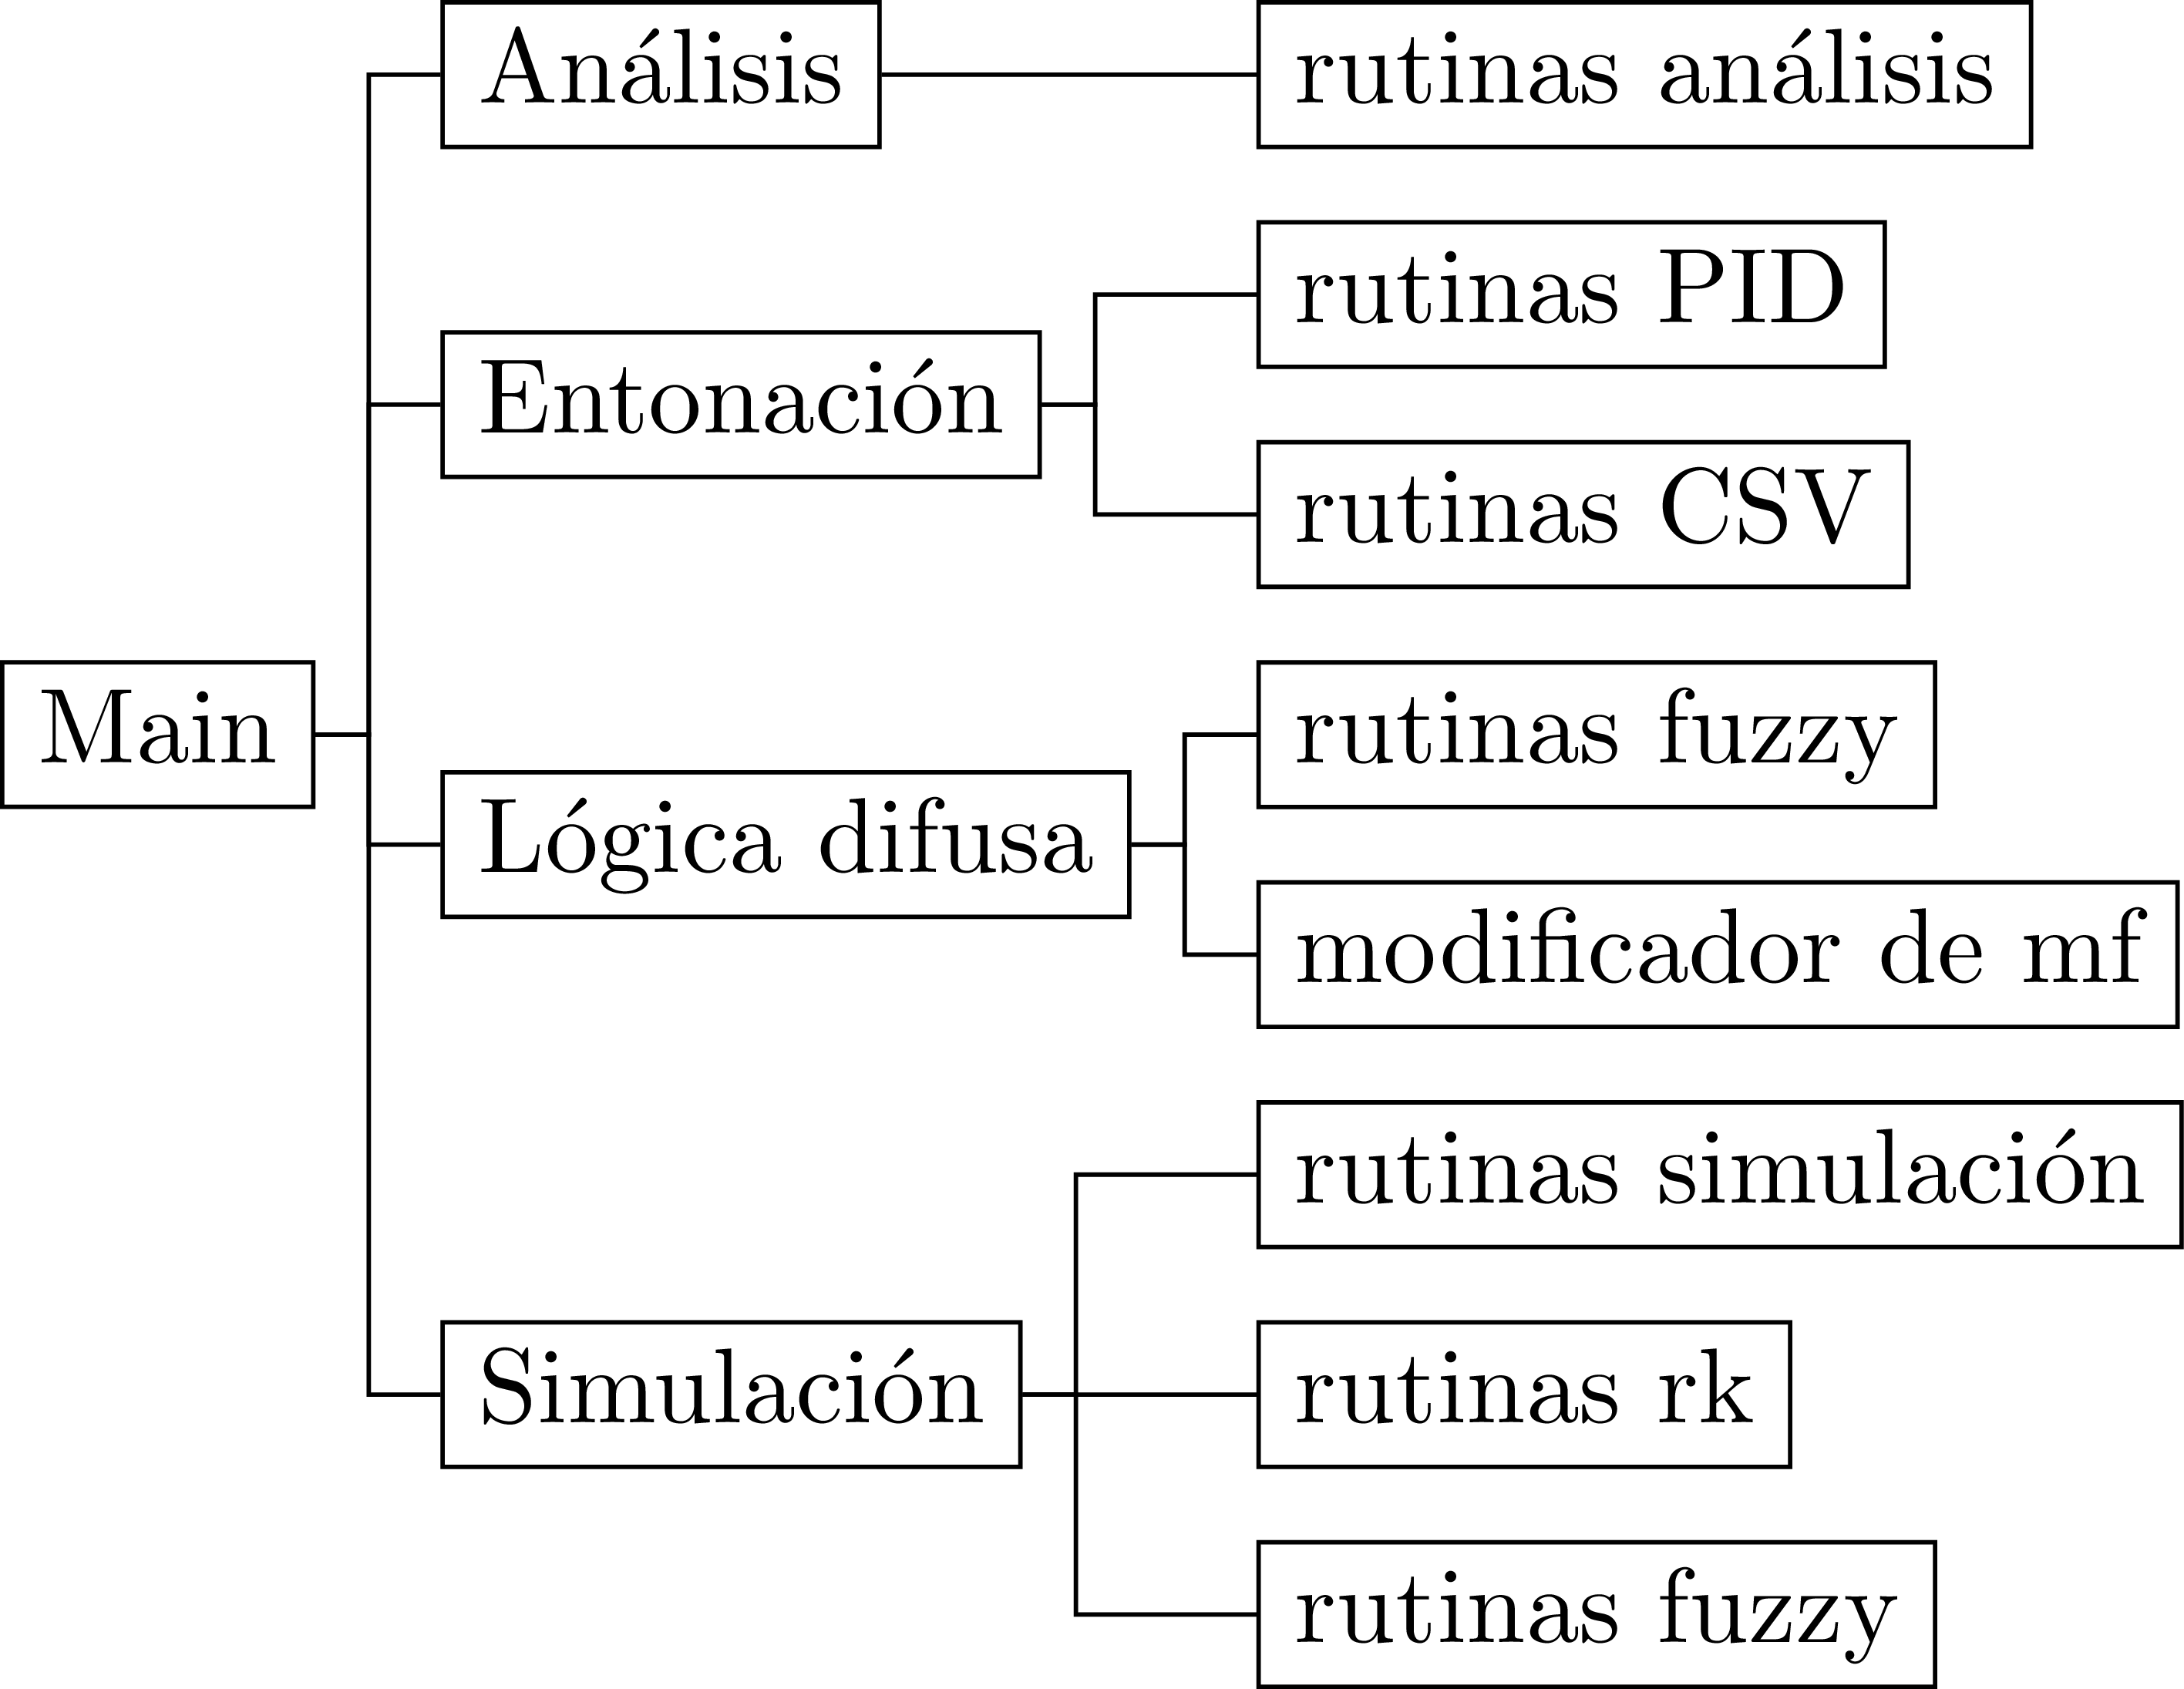 Análisis
rutinas análisis
rutinas PID
Entonación
rutinas CSV
Main
rutinas fuzzy
Lógica difusa
modificador de mf
rutinas simulación
Simulación
rutinas rk
rutinas fuzzy